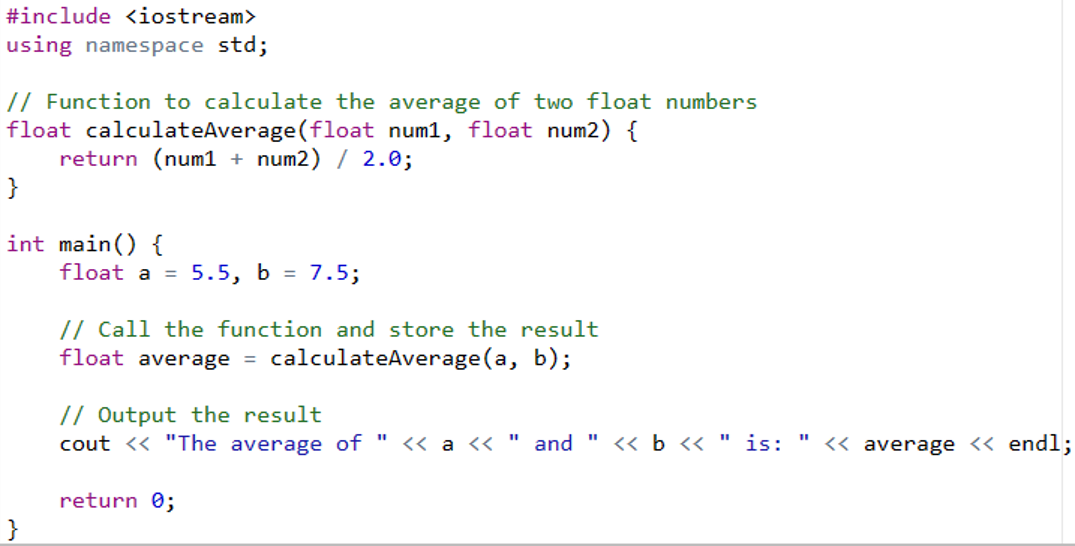 #include <iostream>
using namespace std;
// Function to calculate the average of two float numbers
float calculateAverage(float num1, float num2) {
    return (num1 + num2) / 2.0;
}
int main() {
    float a = 5.5, b = 7.5;
    // Call the function and store the result
    float average = calculateAverage(a, b);
    // Output the result
    cout << "The average of " << a << " and " << b << " is: " << average << endl;
    return 0;
}